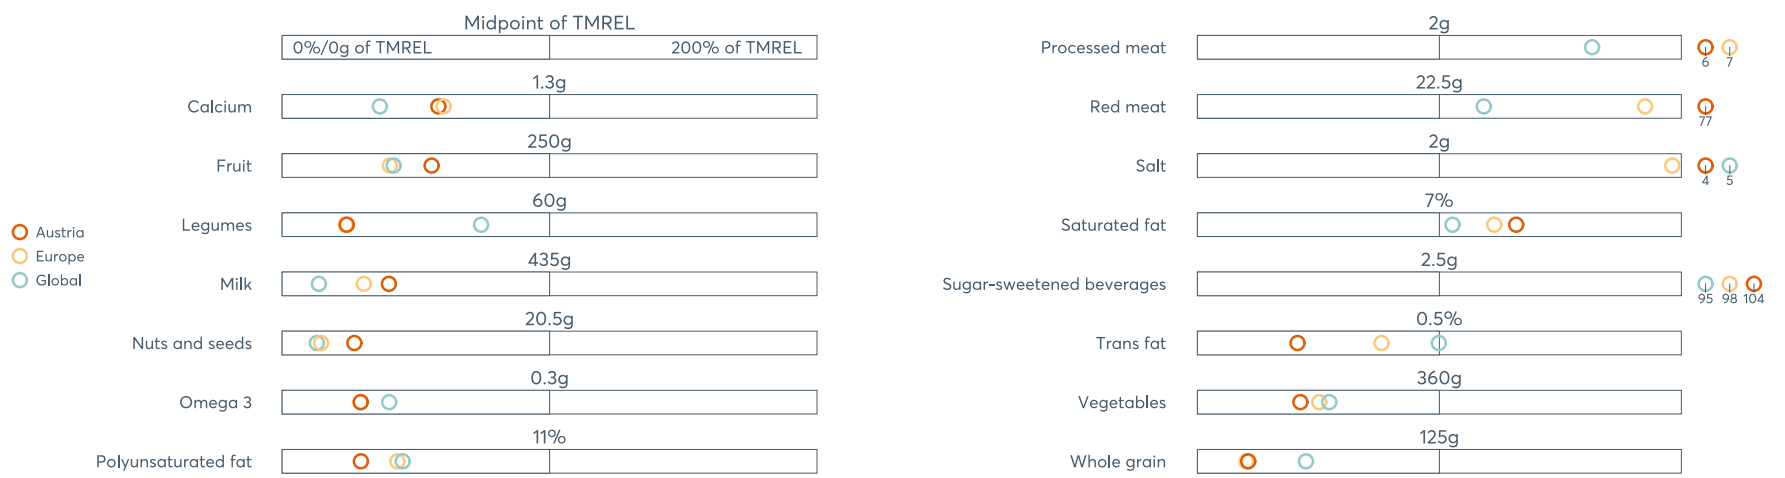 Midpoint of TMREL
0%/0g of TMREL 200% of TMREL
Calcium 1.3g
Fruit 250g
Legumes 60g
Milk 435g
Nuts and seeds 20.5g
Omega 3 0.3g
Polyunsaturated fat 11%
Austria
Europe
Global
Processed meat 2g
6 7
Red meat 22.5g
77
Salt 2g
4 5
Saturated fat 7%
Sugar-sweetened beverages 2.5g
95 98 104
Trans fat 0.5%
Vegetables 360g
Whole grain 125g